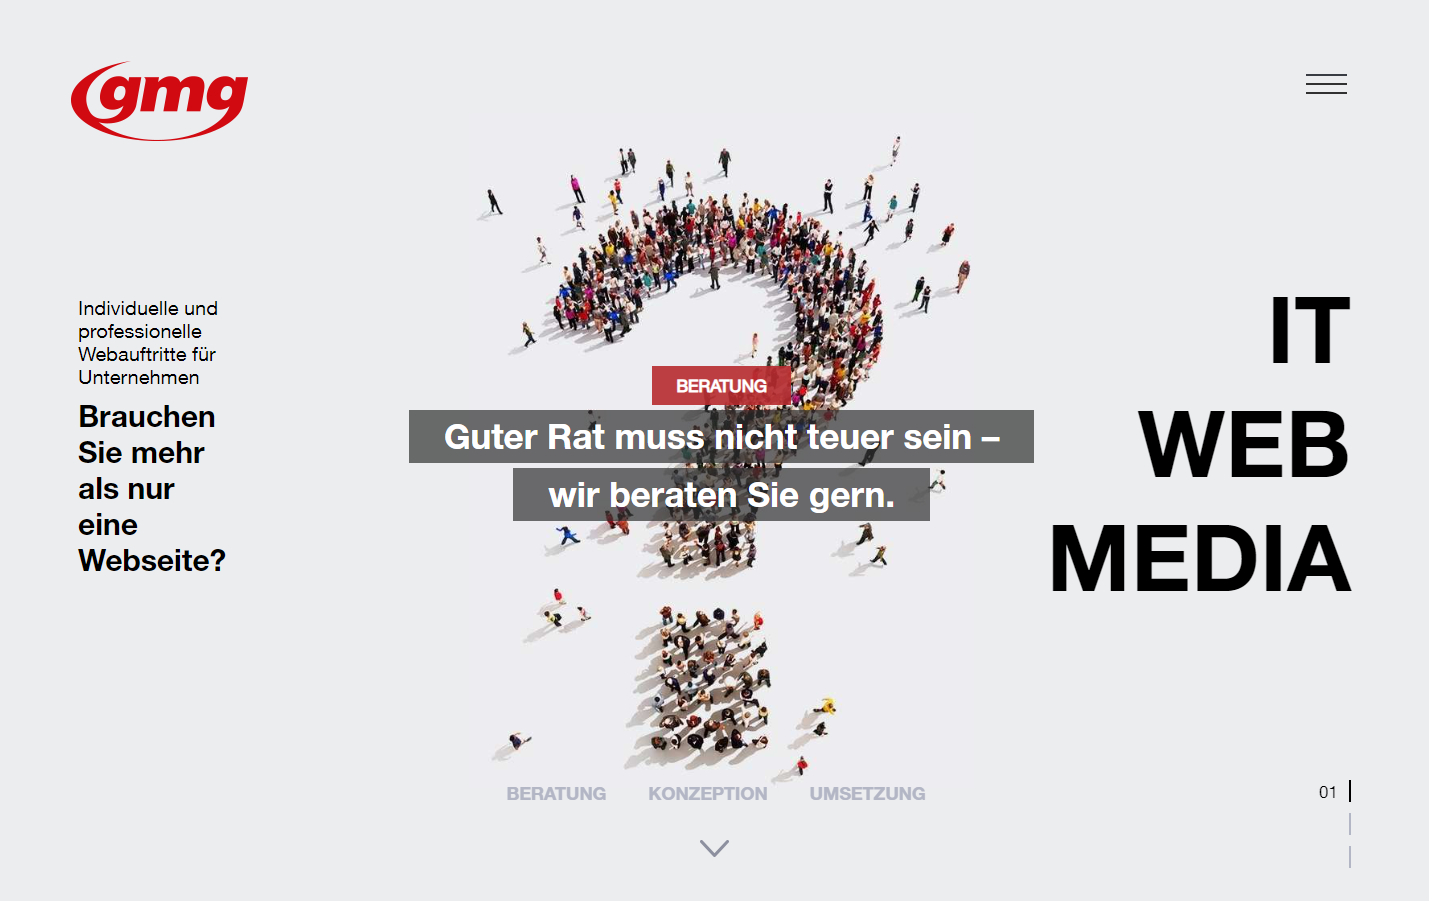 gmg
Individuelle und
professionelle
Webauftritte für
Unternehmen
Brauchen
Sie mehr
als nur
eine
Webseite?
BERATUNG
Guter Rat muss nicht teuer sein –
wir beraten Sie gern.
IT
WEB
MEDIA
BERATUNG KONZEPTION UMSETZUNG
01